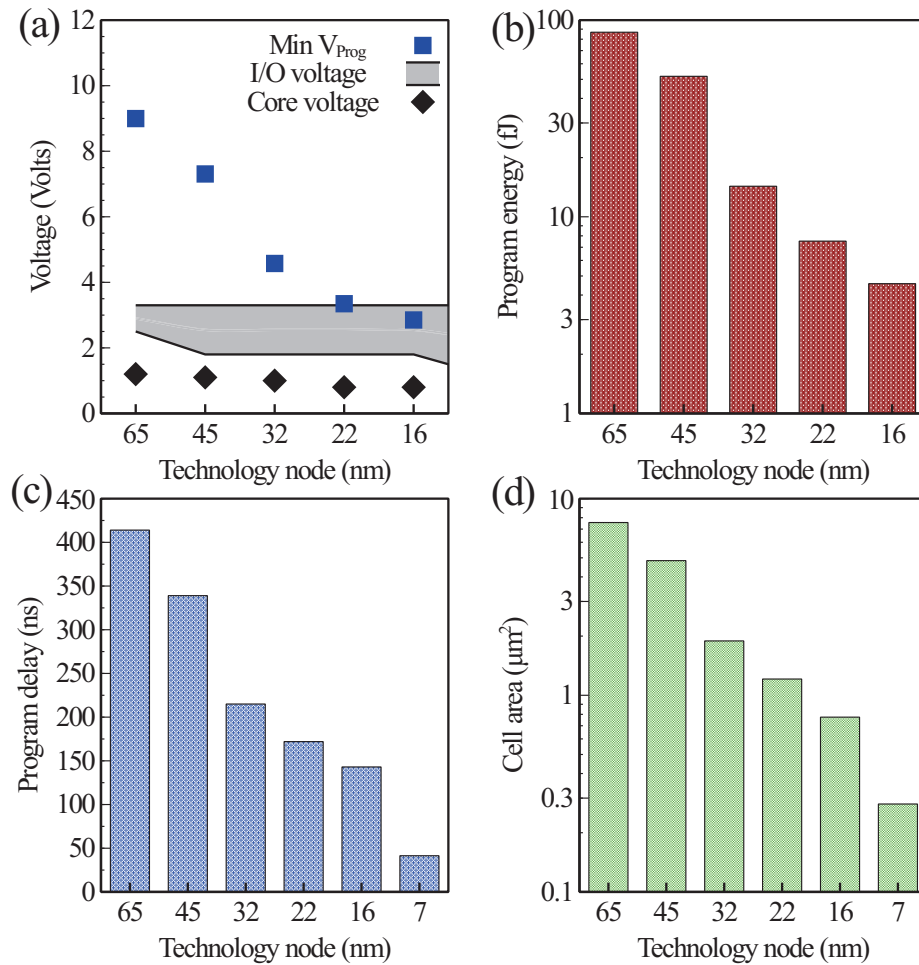 (a)
12
10
8
6
4
2
0
Voltage (Volts)
Min VProg
I/O voltage
Core voltage
65 45 32 22 16
Technology node (nm)
(b)
100
30
10
3
1
Program energy (fJ)
65 45 32 22 16
Technology node (nm)
(c)
450
400
350
300
250
200
150
100
50
0
Program delay (ns)
65 45 32 22 16 7
Technology node (nm)
(d)
10
3
1
0.3
0.1
Cell area (μm²)
65 45 32 22 16 7
Technology node (nm)